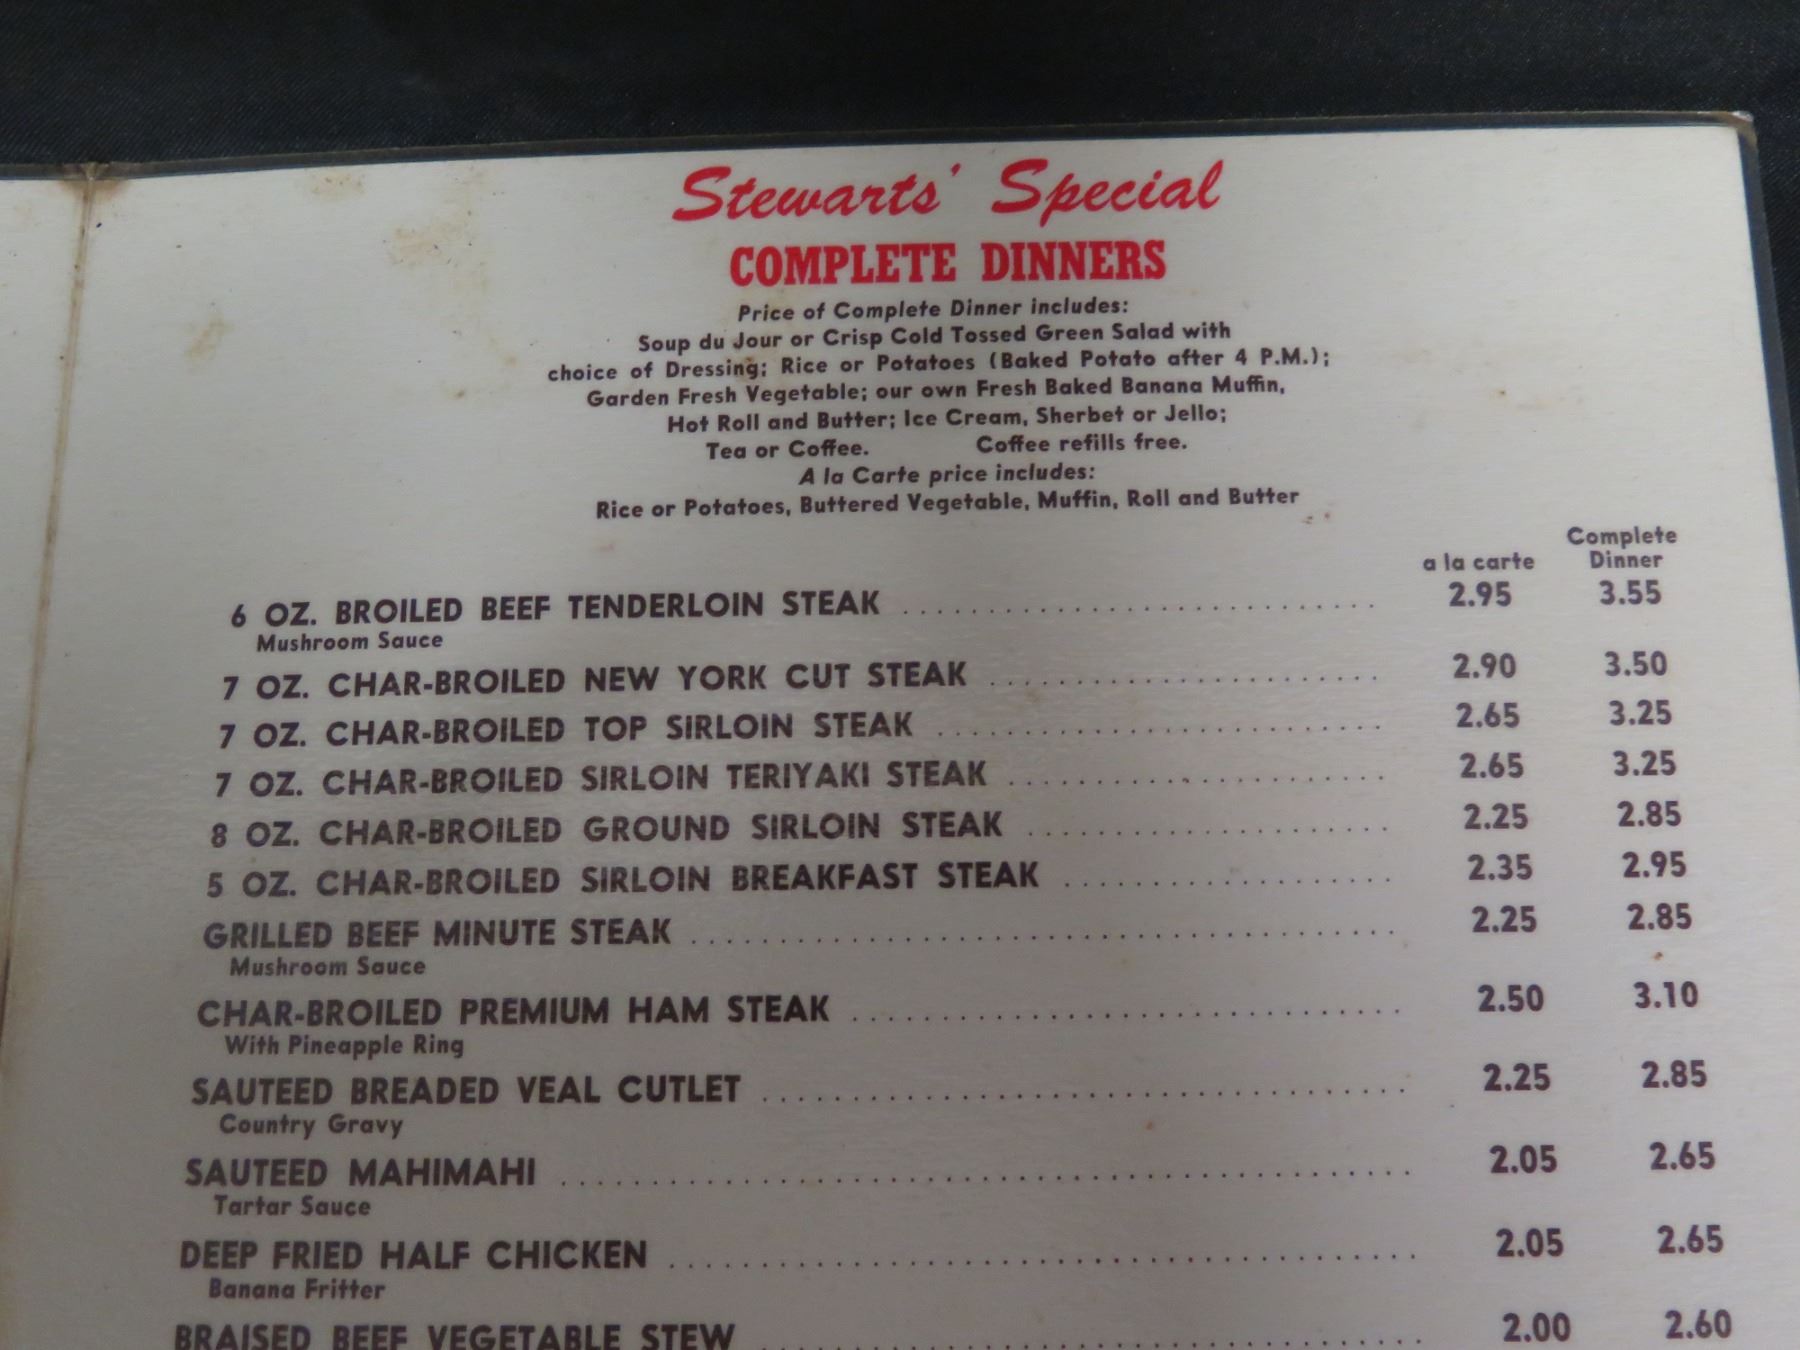 Stewarts' Special
COMPLETE DINNERS
Price of Complete Dinner includes:
Soup du Jour or Crisp Cold Tossed Green Salad with
choice of Dressing; Rice or Potatoes (Baked Potato after 4 P.M.);
Garden Fresh Vegetable; our own Fresh Baked Banana Muffin,
Hot Roll and Butter; Ice Cream, Sherbet or Jello;
Tea or Coffee. Coffee refills free.
A la Carte price includes:
Rice or Potatoes, Buttered Vegetable, Muffin, Roll and Butter
Complete
a la carte Dinner
6 OZ. BROILED BEEF TENDERLOIN STEAK 2.95 3.55
Mushroom Sauce
7 OZ. CHAR-BROILED NEW YORK CUT STEAK 2.90 3.50
7 OZ. CHAR-BROILED TOP SIRLOIN STEAK 2.65 3.25
7 OZ. CHAR-BROILED SIRLOIN TERIYAKI STEAK 2.65 3.25
8 OZ. CHAR-BROILED GROUND SIRLOIN STEAK 2.25 2.85
5 OZ. CHAR-BROILED SIRLOIN BREAKFAST STEAK 2.35 2.95
GRILLED BEEF MINUTE STEAK 2.25 2.85
Mushroom Sauce
CHAR-BROILED PREMIUM HAM STEAK 2.50 3.10
With Pineapple Ring
SAUTEED BREADED VEAL CUTLET 2.25 2.85
Country Gravy
SAUTEED MAHIMAHI 2.05 2.65
Tartar Sauce
DEEP FRIED HALF CHICKEN 2.05 2.65
Banana Fritter
BRAISED BEEF VEGETABLE STEW 2.00 2.60